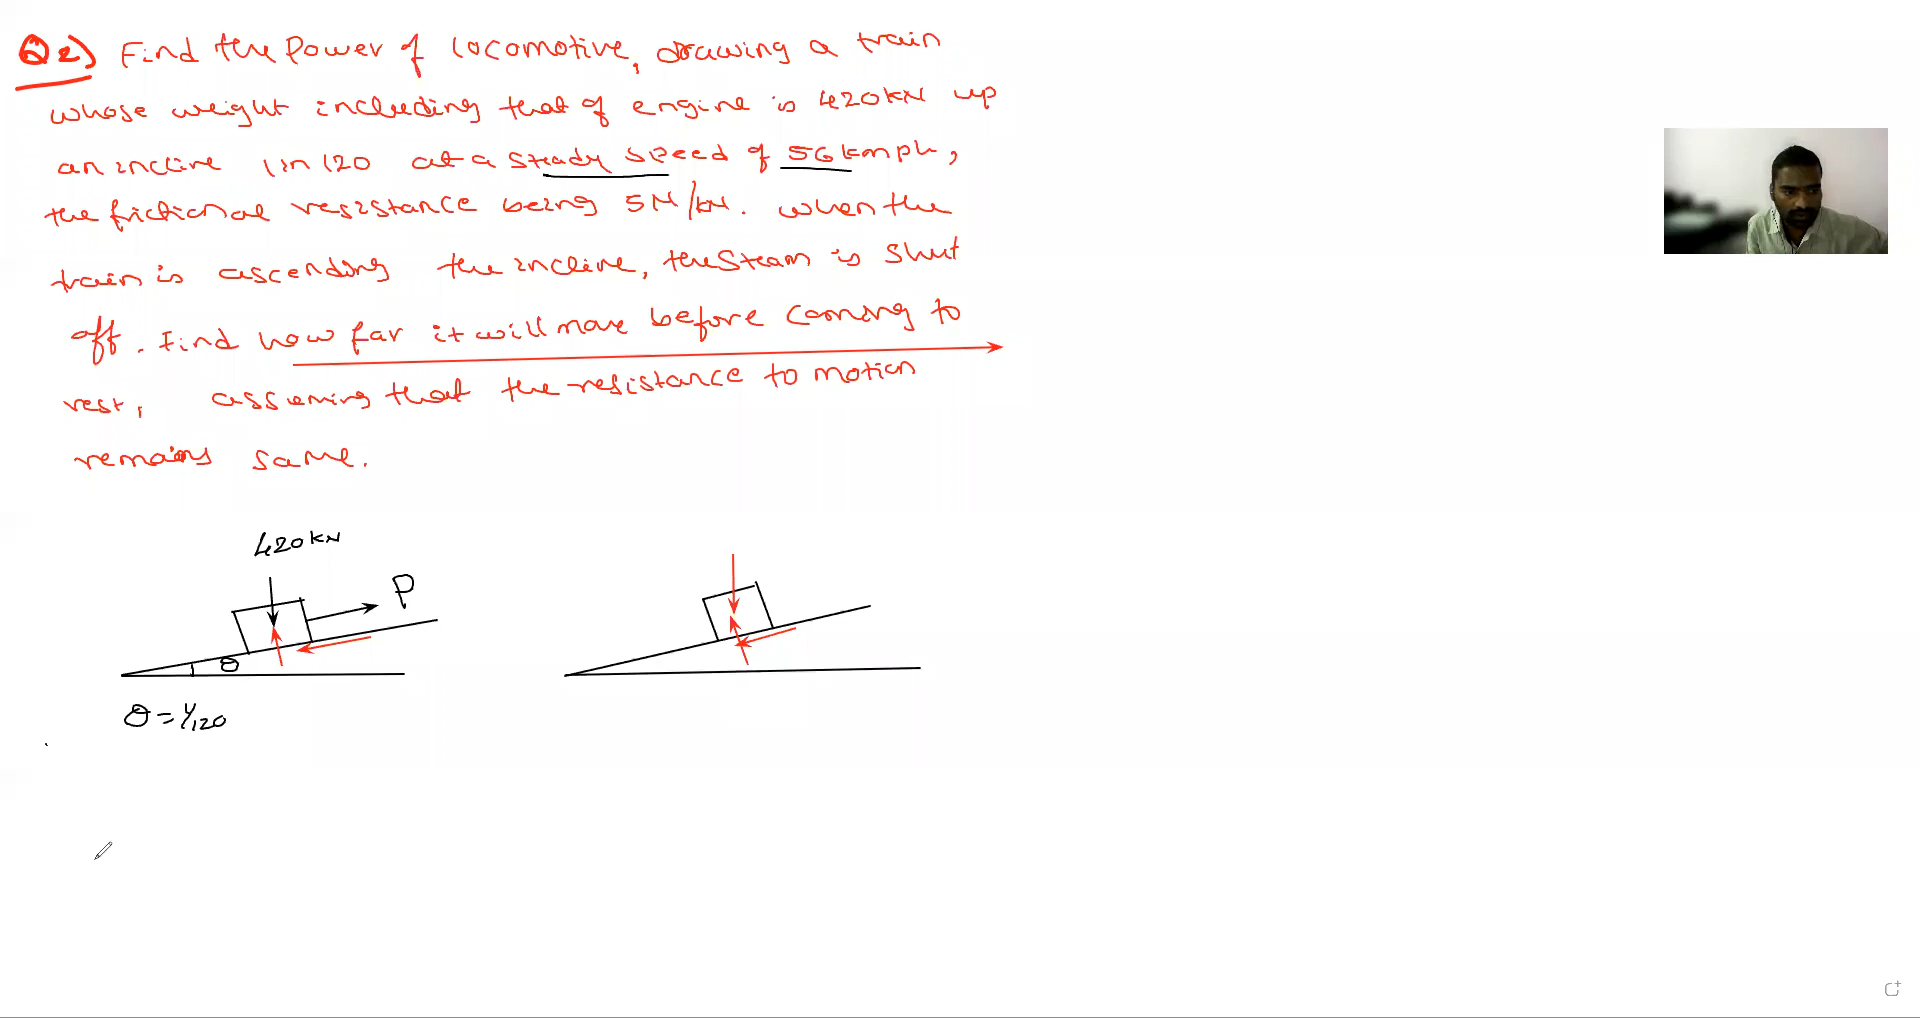 Q2) Find the Power of locomotive, drawing a train
whose weight including that of engine is 420kN up
an incline 1 in 120 at a steady speed of 56 kmph,
the frictional resistance being 5N/kN. When the
train is ascending the incline, the steam is shut
off. Find how far it will move before coming to
rest, assuming that the resistance to motion
remains same.
420kN
P
θ
θ = 1/120